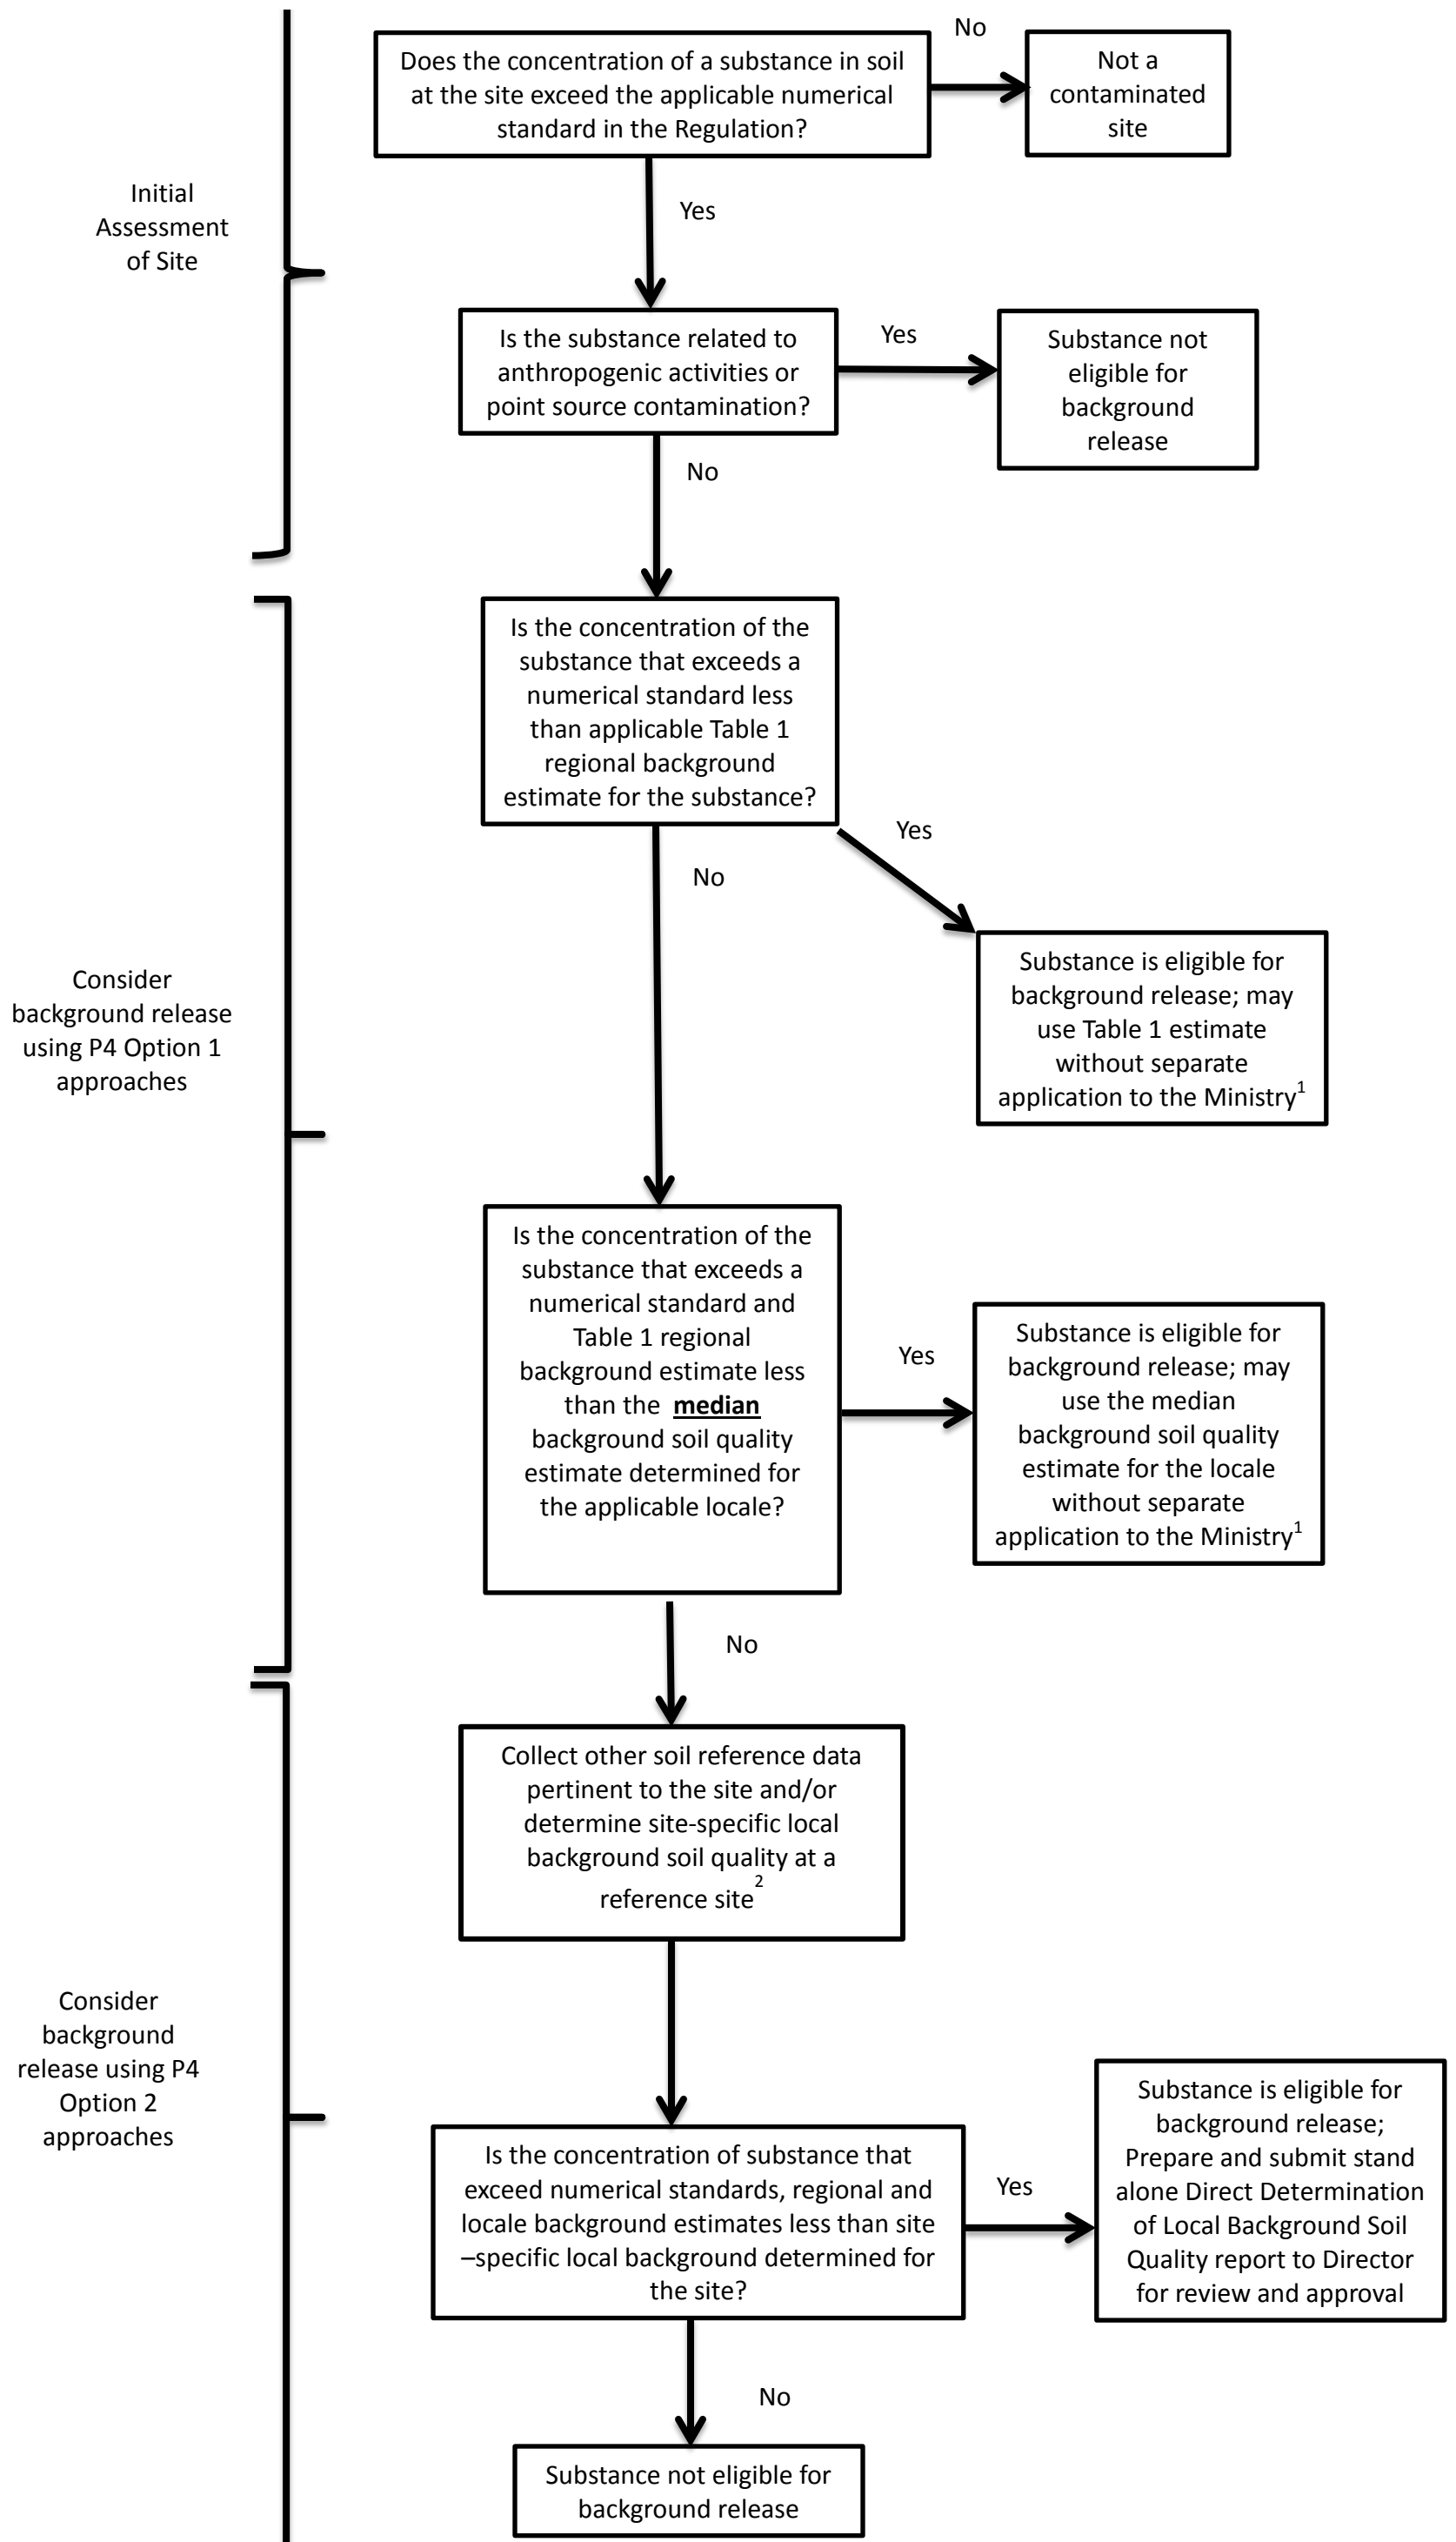 Does the concentration of a substance in soil
at the site exceed the applicable numerical
standard in the Regulation?
No
Not a
contaminated
site
Initial
Assessment
of Site
Yes
Is the substance related to
anthropogenic activities or
point source contamination?
Yes
Substance not
eligible for
background
release
No
Is the concentration of the
substance that exceeds a
numerical standard less
than applicable Table 1
regional background
estimate for the substance?
Yes
No
Consider
background release
using P4 Option 1
approaches
Substance is eligible for
background release; may
use Table 1 estimate
without separate
application to the Ministry1
Is the concentration of the
substance that exceeds a
numerical standard and
Table 1 regional
background estimate less
than the median
background soil quality
estimate determined for
the applicable locale?
Yes
Substance is eligible for
background release; may
use the median
background soil quality
estimate for the locale
without separate
application to the Ministry1
No
Collect other soil reference data
pertinent to the site and/or
determine site-specific local
background soil quality at a
reference site2
Consider
background
release using P4
Option 2
approaches
Is the concentration of substance that
exceed numerical standards, regional and
locale background estimates less than site
–specific local background determined for
the site?
Yes
Substance is eligible for
background release;
Prepare and submit stand
alone Direct Determination
of Local Background Soil
Quality report to Director
for review and approval
No
Substance not eligible for
background release